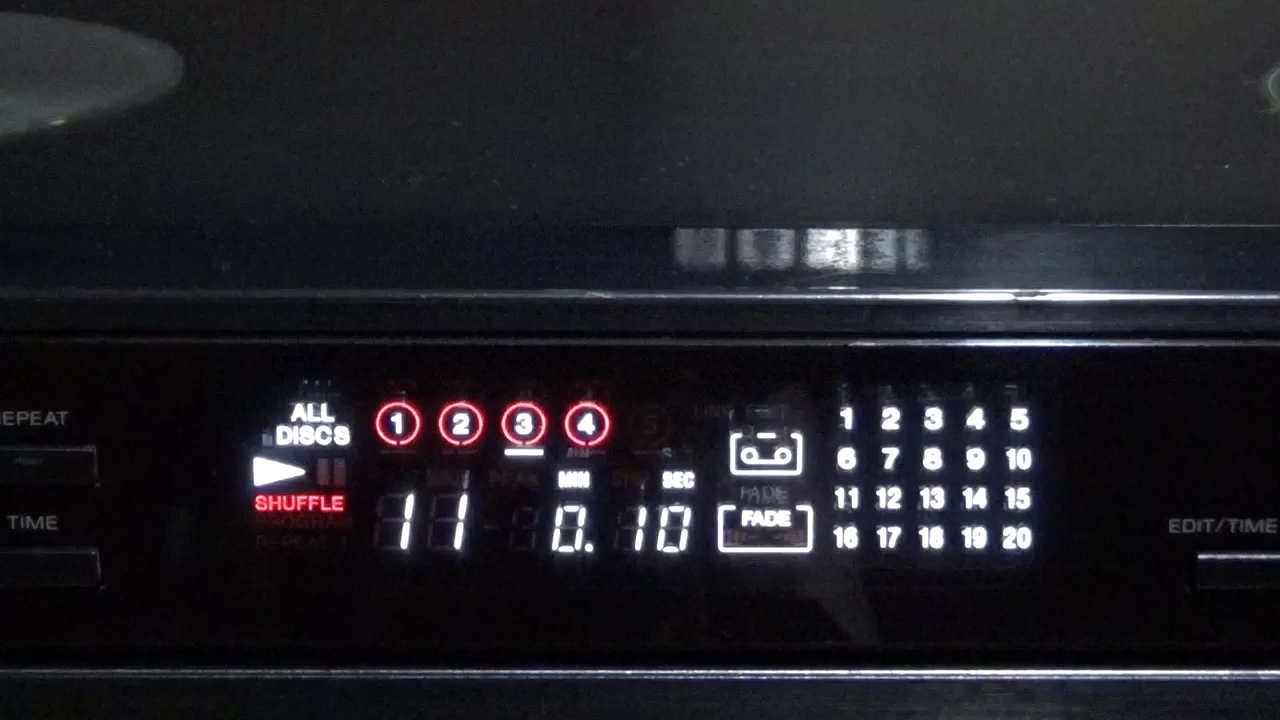 EPEAT
TIME
ALL
DISCS
1 2 3 4
SHUFFLE
MIN SEC
11 0.10
FADE
1 2 3 4 5
6 7 8 9 10
11 12 13 14 15
16 17 18 19 20
EDIT/TIME